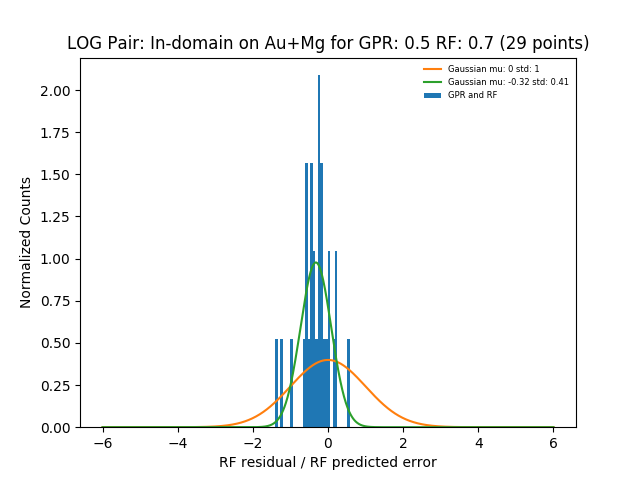 LOG Pair: In-domain on Au+Mg for GPR: 0.5 RF: 0.7 (29 points)
Gaussian mu: 0 std: 1
Gaussian mu: -0.32 std: 0.41
GPR and RF
Normalized Counts
2.00
1.75
1.50
1.25
1.00
0.75
0.50
0.25
0.00
−6 −4 −2 0 2 4 6
RF residual / RF predicted error